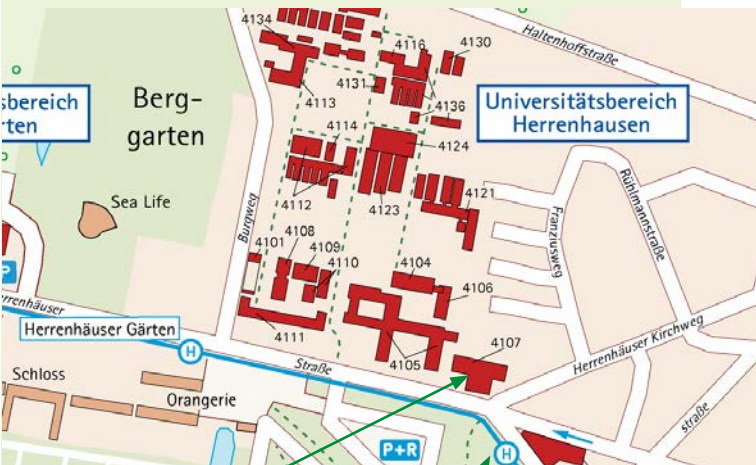 4134
4116
4130
Haltenhoffstraße
sbereich
rten
Berg-
garten
4131
4113
4136
Universitätsbereich
Herrenhausen
4114
4124
Rühlmannstraße
4112
4123
4121
Sea Life
Burgweg
Franziusweg
4101
4108
4109
4110
4104
4106
P
errenhäuser
Herrenhäuser Gärten
4111
4105
4107
Herrenhäuser Kirchweg
H
Straße
Schloss
Orangerie
P+R
H
straße